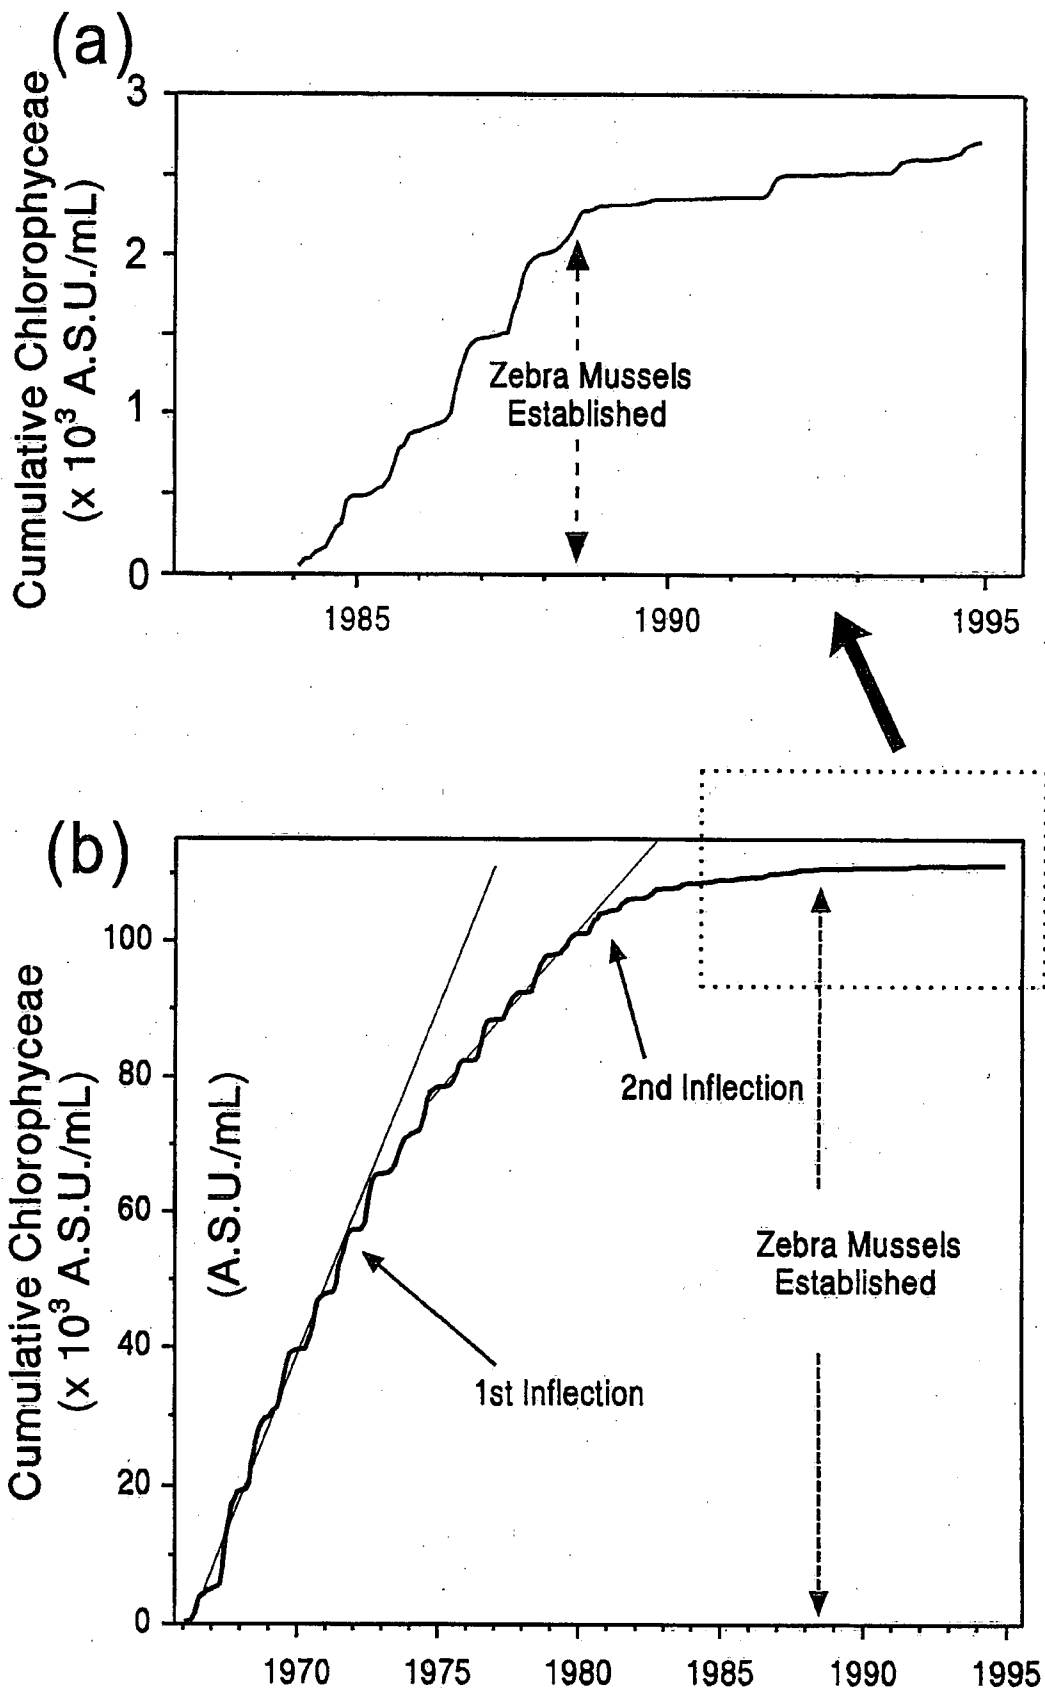 (a)
Cumulative Chlorophyceae
(x 10³ A.S.U./mL)
3
2
1
0
Zebra Mussels
Established
1985 1990 1995
(b)
Cumulative Chlorophyceae
(x 10³ A.S.U./mL)
(A.S.U./mL)
100
80
60
40
20
0
2nd Inflection
Zebra Mussels
Established
1st Inflection
1970 1975 1980 1985 1990 1995